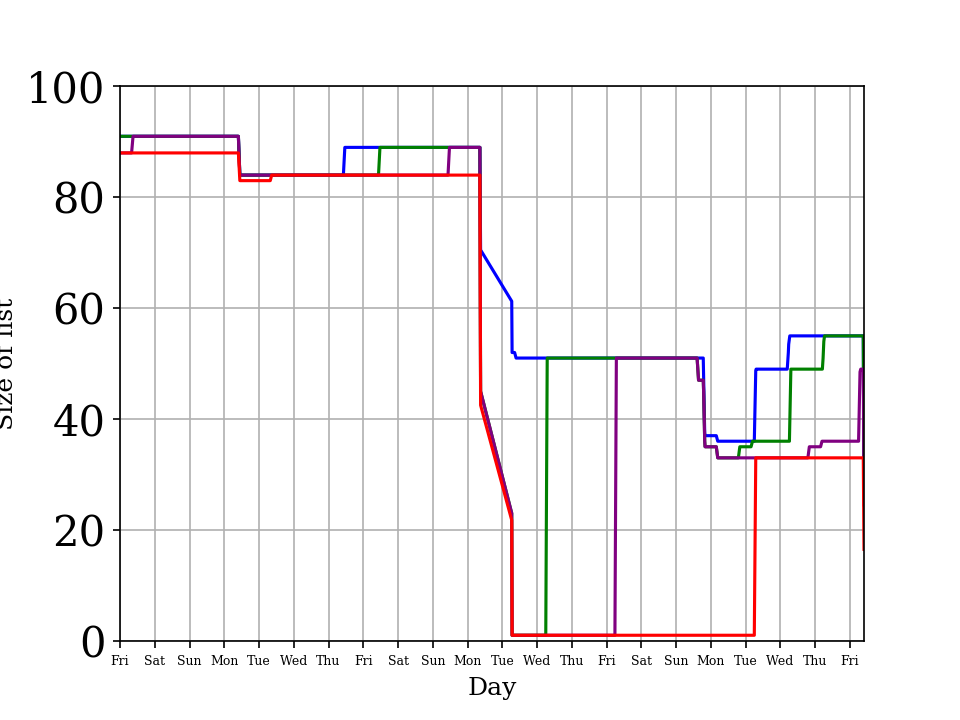 100
80
60
40
20
0
Size of list
Fri Sat Sun Mon Tue Wed Thu Fri Sat Sun Mon Tue Wed Thu Fri Sat Sun Mon Tue Wed Thu Fri
Day